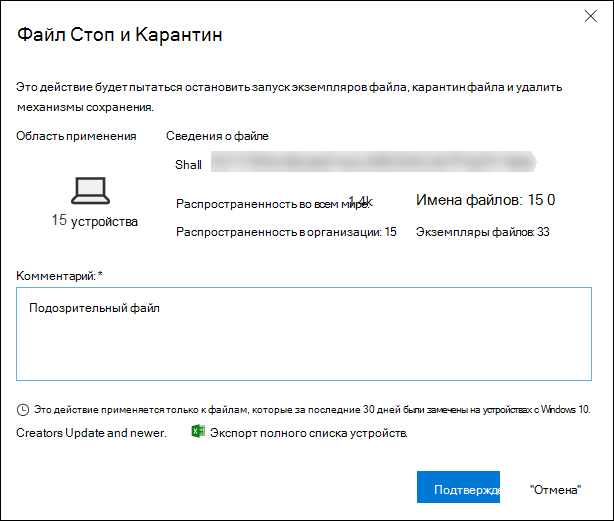 Файл Стоп и Карантин
Это действие будет пытаться остановить запуск экземпляров файла, карантин файла и удалить
механизмы сохранения.
Область применения
Сведения о файле
Shall
15 устройства
Распространенность во всем мире: 1,4k
Имена файлов: 15 0
Распространенность в организации: 15
Экземпляры файлов: 33
Комментарий: *
Подозрительный файл
Это действие применяется только к файлам, которые за последние 30 дней были замечены на устройствах с Windows 10.
Creators Update and newer.
Экспорт полного списка устройств.
Подтвержде
"Отмена"